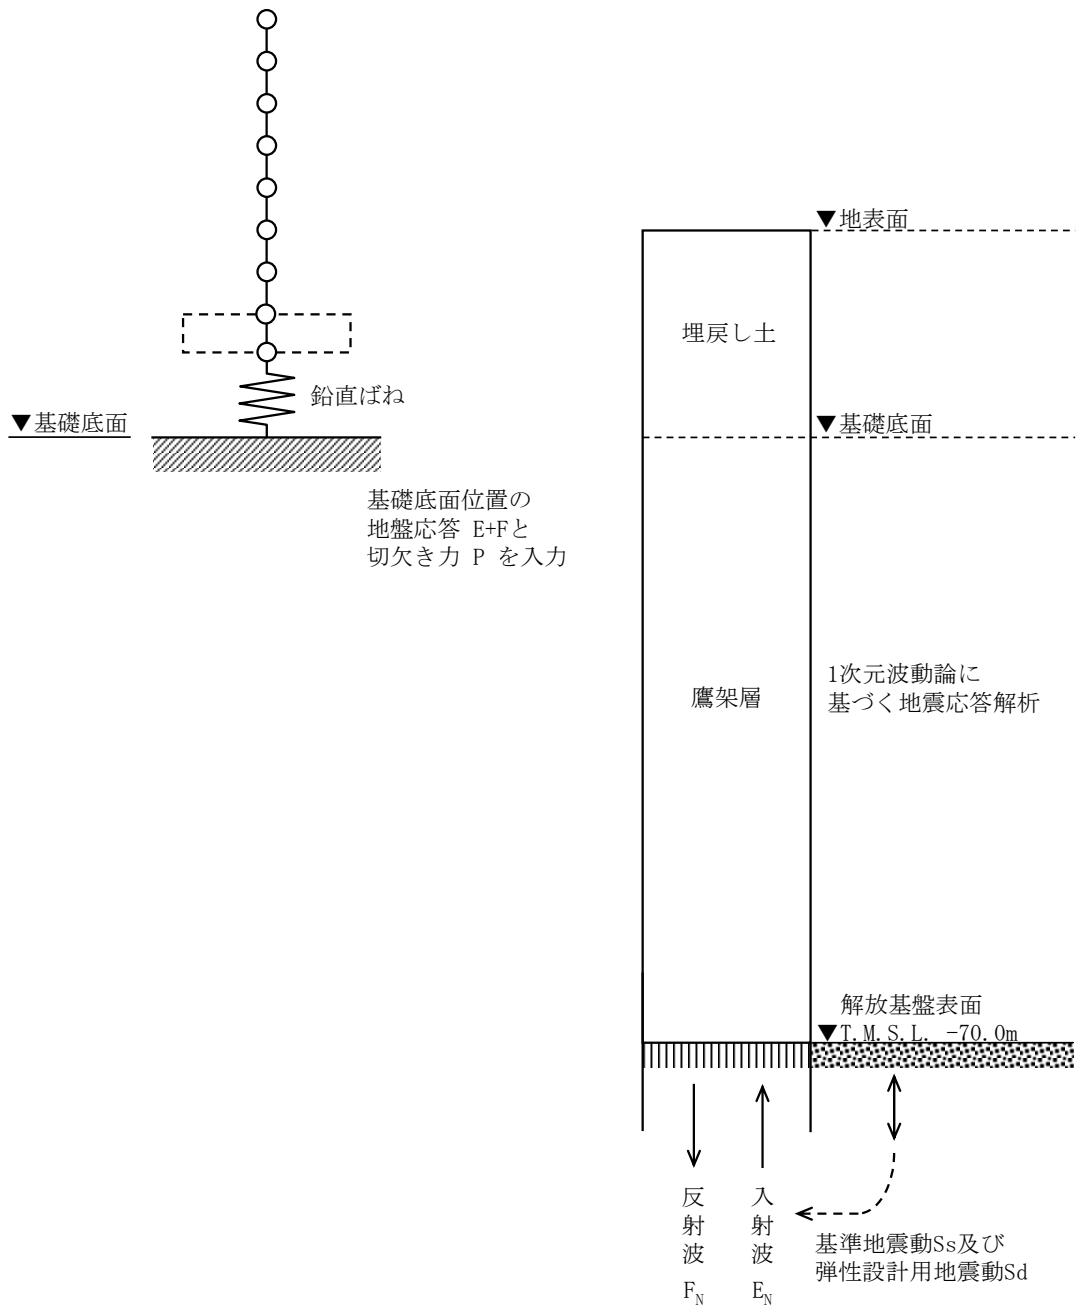 ▼地表面
埋戻し土
鉛直ばね
▼基礎底面
▼基礎底面
基礎底面位置の
地盤応答 E+Fと
切欠き力 P を入力
1次元波動論に
基づく地震応答解析
鷹架層
解放基盤表面
▼T.M.S.L. -70.0m
反射波 FN
入射波 EN
基準地震動Ss及び
弾性設計用地震動Sd